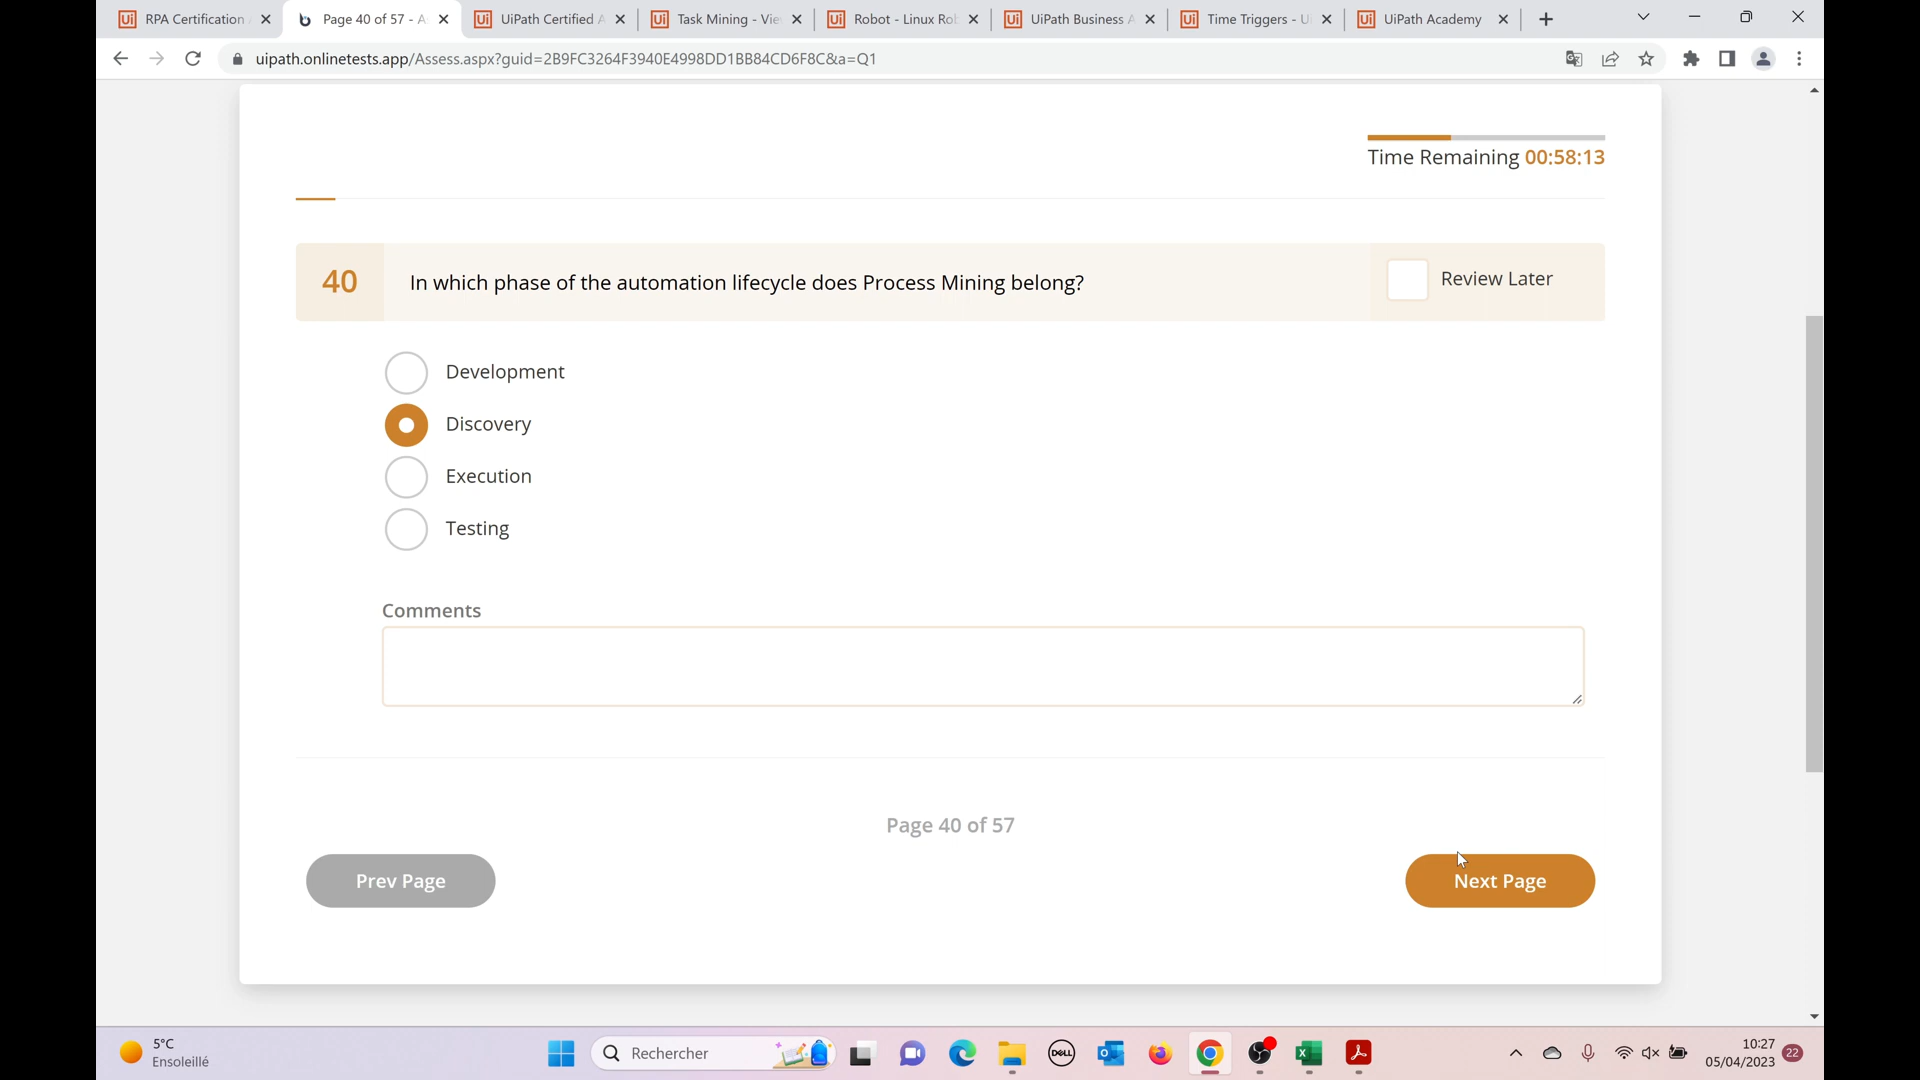 RPA Certification
Page 40 of 57 - A
UiPath Certified A
Task Mining - Vie
Robot - Linux Rob
UiPath Business A
Time Triggers - U
UiPath Academy
uipath.onlinetests.app/Assess.aspx?guid=2B9FC3264F3940E4998DD1BB84CD6F8C&a=Q1
Time Remaining 00:58:13
40
In which phase of the automation lifecycle does Process Mining belong?
Review Later
Development
Discovery
Execution
Testing
Comments
Page 40 of 57
Prev Page
Next Page
5°C
Ensoleillé
Rechercher
DELL
10:27
05/04/2023
22